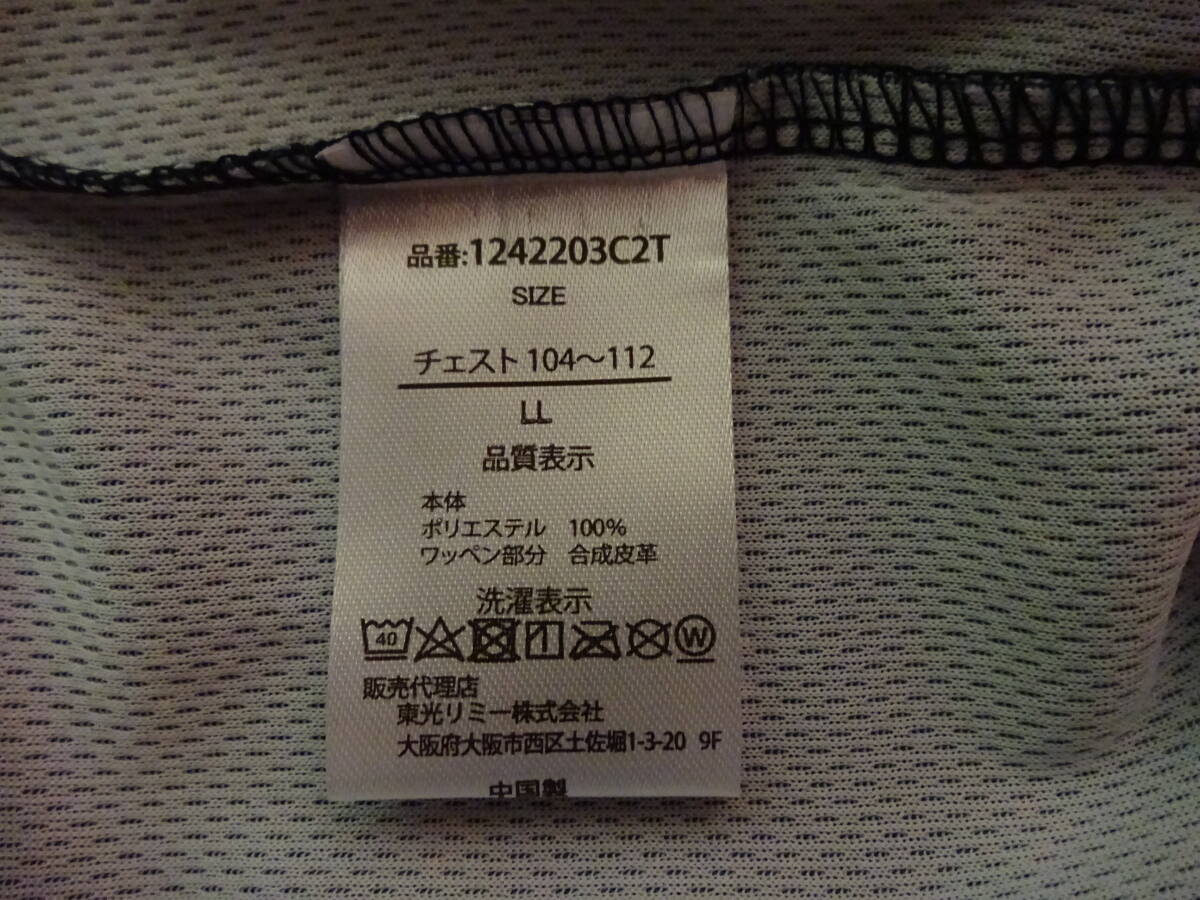 品番:1242203C2T
SIZE
チェスト 104～112
LL
品質表示
本体
ポリエステル 100%
ワッペン部分 合成皮革
洗濯表示
40 W
販売代理店
東光リミー株式会社
大阪府大阪市西区土佐堀1-3-20 9F
中国製